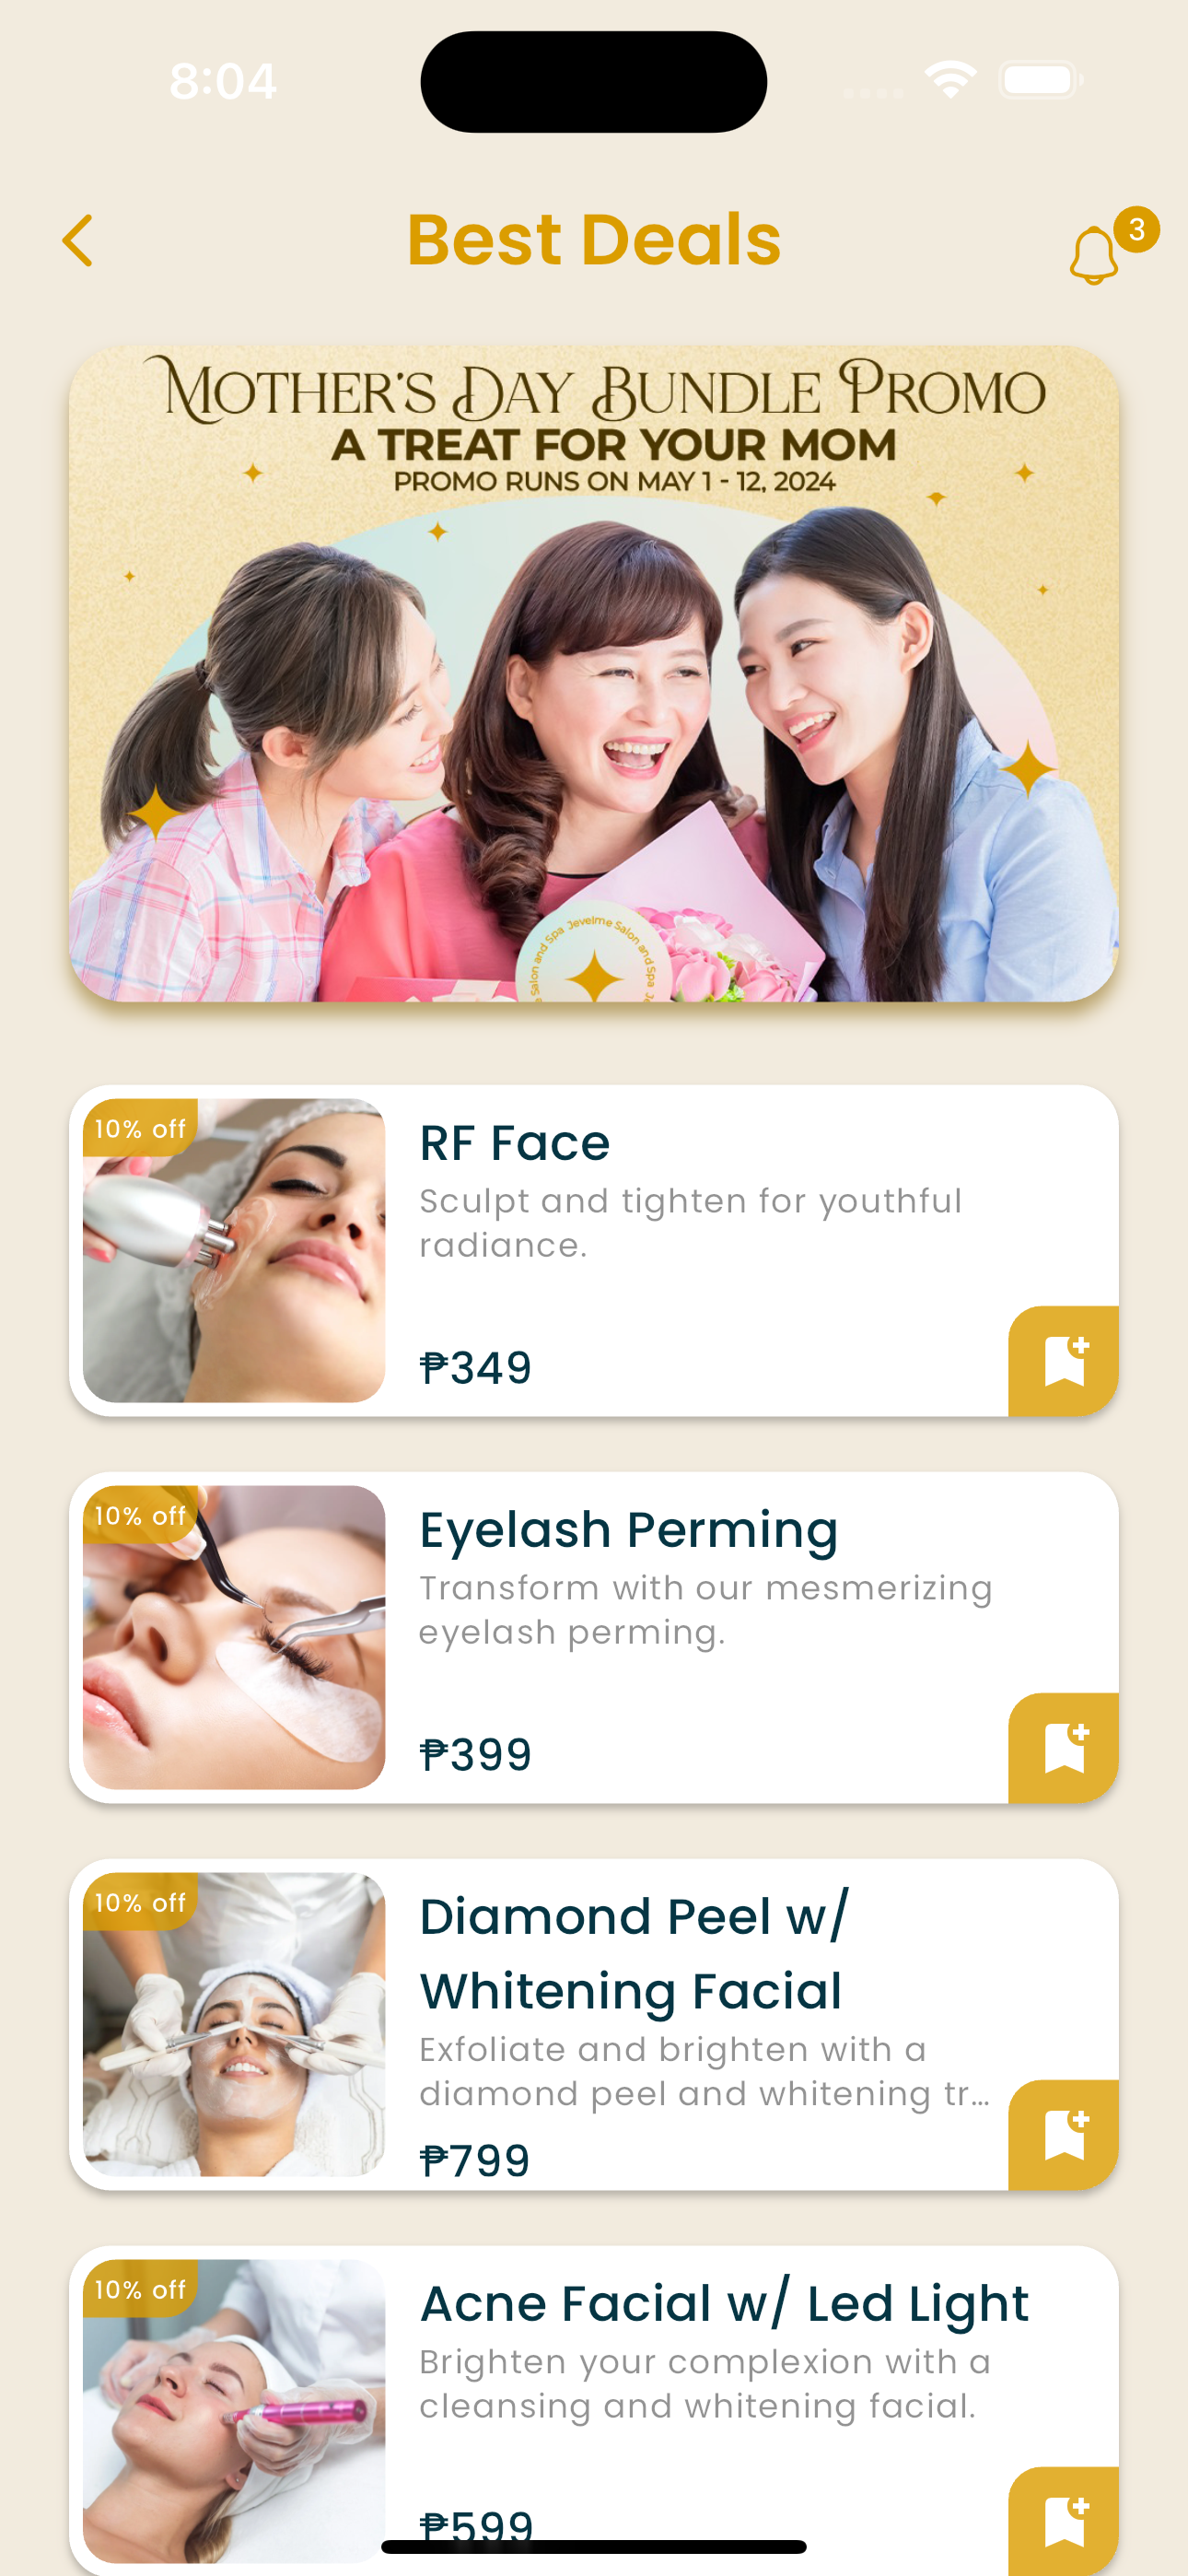 8:04
Best Deals
3
MOTHER'S DAY BUNDLE PROMO
A TREAT FOR YOUR MOM
PROMO RUNS ON MAY 1 - 12, 2024
Salon and Spa Jevelme Salon and Spa Je
10% off
RF Face
Sculpt and tighten for youthful
radiance.
₱349
10% off
Eyelash Perming
Transform with our mesmerizing
eyelash perming.
₱399
10% off
Diamond Peel w/
Whitening Facial
Exfoliate and brighten with a
diamond peel and whitening tr...
₱799
10% off
Acne Facial w/ Led Light
Brighten your complexion with a
cleansing and whitening facial.
₱599